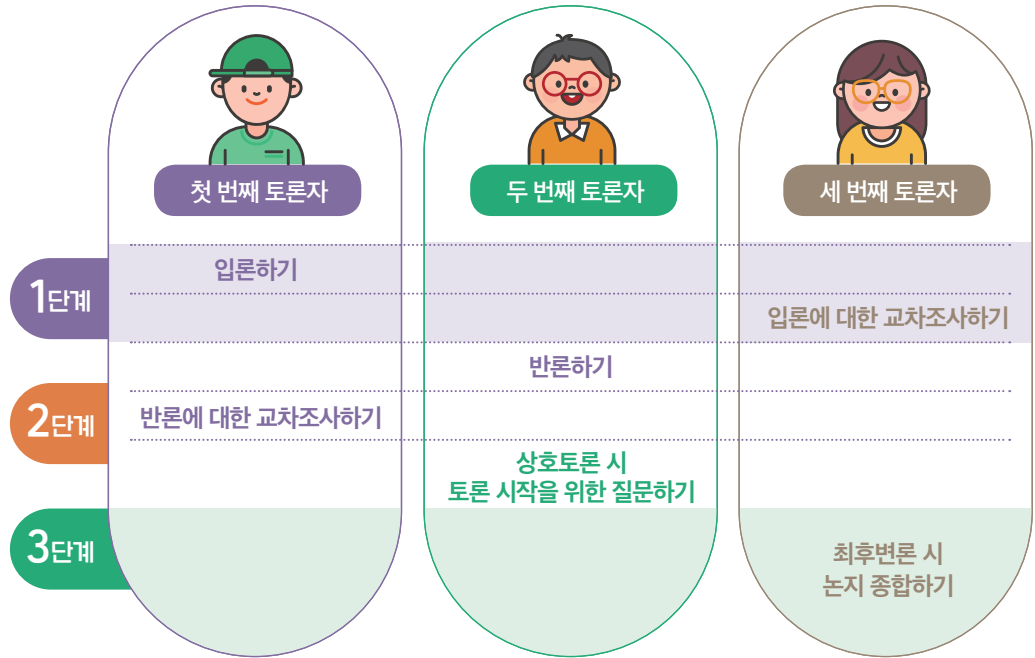 첫 번째 토론자
두 번째 토론자
세 번째 토론자
1단계
입론하기
입론에 대한 교차조사하기
반론하기
2단계
반론에 대한 교차조사하기
상호토론 시
토론 시작을 위한 질문하기
3단계
최후변론 시
논지 종합하기